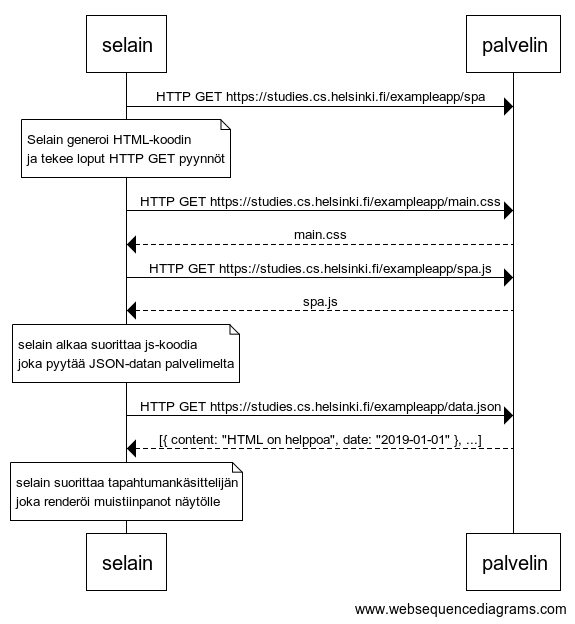 selain
palvelin
HTTP GET https://studies.cs.helsinki.fi/exampleapp/spa
Selain generoi HTML-koodin
ja tekee loput HTTP GET pyynnöt
HTTP GET https://studies.cs.helsinki.fi/exampleapp/main.css
main.css
HTTP GET https://studies.cs.helsinki.fi/exampleapp/spa.js
spa.js
selain alkaa suorittaa js-koodia
joka pyytää JSON-datan palvelimelta
HTTP GET https://studies.cs.helsinki.fi/exampleapp/data.json
[{ content: "HTML on helppoa", date: "2019-01-01" }, ...]
selain suorittaa tapahtumankäsittelijän
joka renderöi muistiinpanot näytölle
selain
palvelin
www.websequencediagrams.com